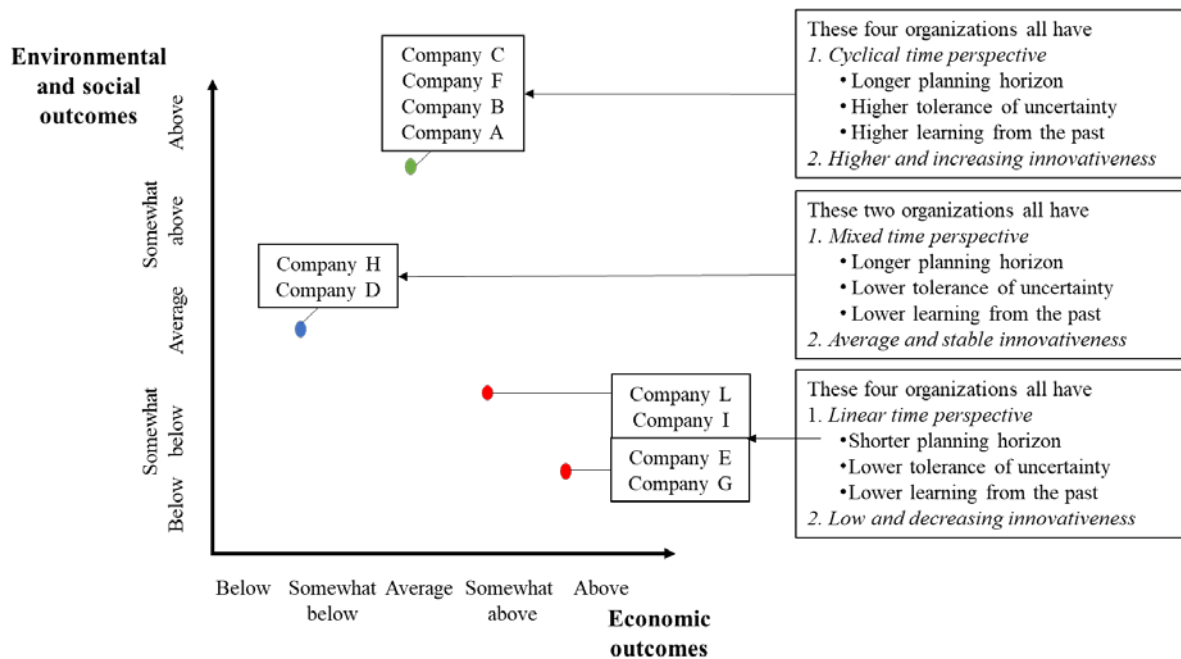 Environmental
and social
outcomes
Above
Somewhat
above
Average
Somewhat
below
Below
Company C
Company F
Company B
Company A
Company H
Company D
Company L
Company I
Company E
Company G
These four organizations all have
1. Cyclical time perspective
•Longer planning horizon
•Higher tolerance of uncertainty
•Higher learning from the past
2. Higher and increasing innovativeness
These two organizations all have
1. Mixed time perspective
•Longer planning horizon
•Lower tolerance of uncertainty
•Lower learning from the past
2. Average and stable innovativeness
These four organizations all have
1. Linear time perspective
•Shorter planning horizon
•Lower tolerance of uncertainty
•Lower learning from the past
2. Low and decreasing innovativeness
Below
Somewhat
below
Average
Somewhat
above
Above
Economic
outcomes